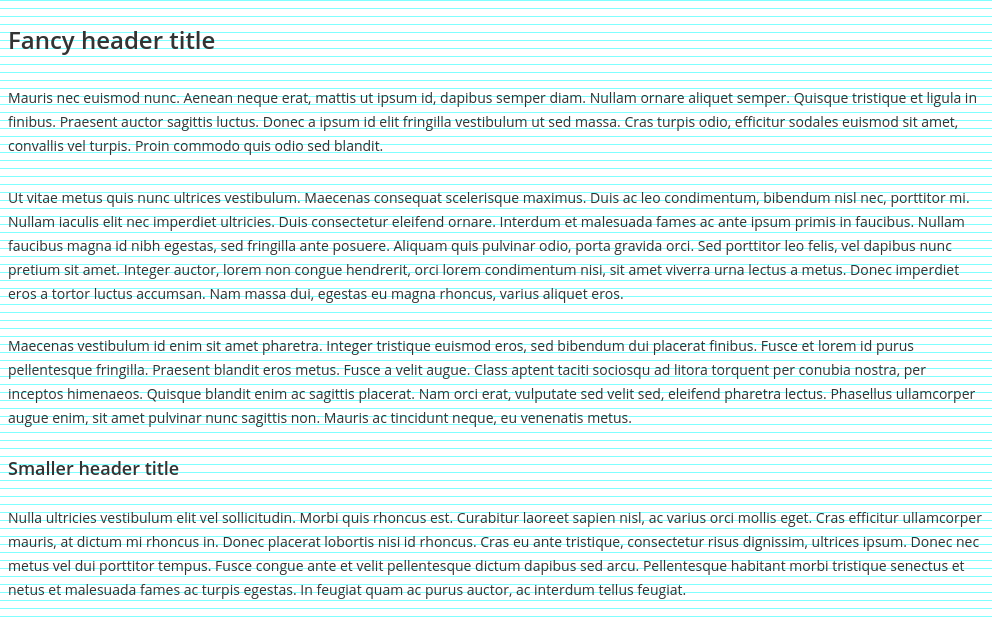 Fancy header title
Mauris nec euismod nunc. Aenean neque erat, mattis ut ipsum id, dapibus semper diam. Nullam ornare aliquet semper. Quisque tristique et ligula in
finibus. Praesent auctor sagittis luctus. Donec a ipsum id elit fringilla vestibulum ut sed massa. Cras turpis odio, efficitur sodales euismod sit amet,
convallis vel turpis. Proin commodo quis odio sed blandit.
Ut vitae metus quis nunc ultrices vestibulum. Maecenas consequat scelerisque maximus. Duis ac leo condimentum, bibendum nisl nec, porttitor mi.
Nullam iaculis elit nec imperdiet ultricies. Duis consectetur eleifend ornare. Interdum et malesuada fames ac ante ipsum primis in faucibus. Nullam
faucibus magna id nibh egestas, sed fringilla ante posuere. Aliquam quis pulvinar odio, porta gravida orci. Sed porttitor leo felis, vel dapibus nunc
pretium sit amet. Integer auctor, lorem non congue hendrerit, orci lorem condimentum nisi, sit amet viverra urna lectus a metus. Donec imperdiet
eros a tortor luctus accumsan. Nam massa dui, egestas eu magna rhoncus, varius aliquet eros.
Maecenas vestibulum id enim sit amet pharetra. Integer tristique euismod eros, sed bibendum dui placerat finibus. Fusce et lorem id purus
pellentesque fringilla. Praesent blandit eros metus. Fusce a velit augue. Class aptent taciti sociosqu ad litora torquent per conubia nostra, per
inceptos himenaeos. Quisque blandit enim ac sagittis placerat. Nam orci erat, vulputate sed velit sed, eleifend pharetra lectus. Phasellus ullamcorper
augue enim, sit amet pulvinar nunc sagittis non. Mauris ac tincidunt neque, eu venenatis metus.
Smaller header title
Nulla ultricies vestibulum elit vel sollicitudin. Morbi quis rhoncus est. Curabitur laoreet sapien nisl, ac varius orci mollis eget. Cras efficitur ullamcorper
mauris, at dictum mi rhoncus in. Donec placerat lobortis nisi id rhoncus. Cras eu ante tristique, consectetur risus dignissim, ultrices ipsum. Donec nec
metus vel dui porttitor tempus. Fusce congue ante et velit pellentesque dictum dapibus sed arcu. Pellentesque habitant morbi tristique senectus et
netus et malesuada fames ac turpis egestas. In feugiat quam ac purus auctor, ac interdum tellus feugiat.